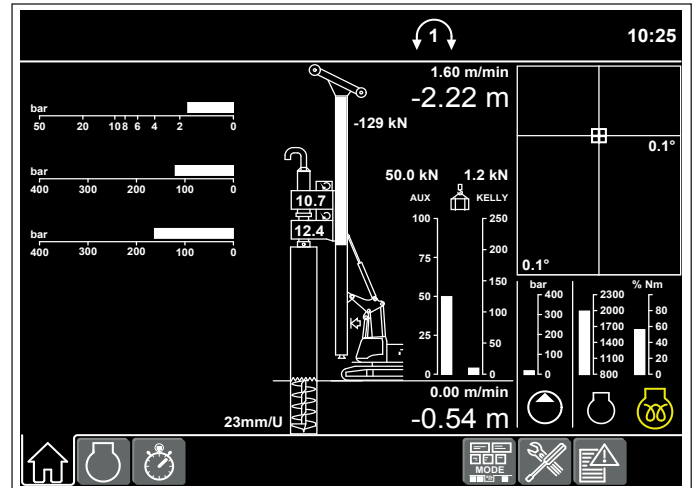 1
10:25
1.60 m/min
-2.22 m
bar
50 20 10 8 6 4 2 0
-129 kN
0.1°
bar
400 300 200 100 0
50.0 kN 1.2 kN
AUX KELLY
10.7
12.4
bar
400 300 200 100 0
100 250
200
75
150
50
100
25
50
0 0
0.1°
bar % Nm
400 2300
300 2000 80
1700 60
200 1400 40
100 1100 20
0 800 0
0.00 m/min
-0.54 m
23mm/U
MODE